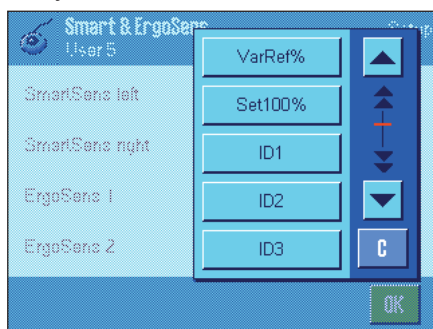 Smart & ErgoSens
Setup
User 5
VarRef%
SmartSens left
Set100%
SmartSens right
ID1
ErgoSens 1
ID2
ErgoSens 2
ID3
C
OK